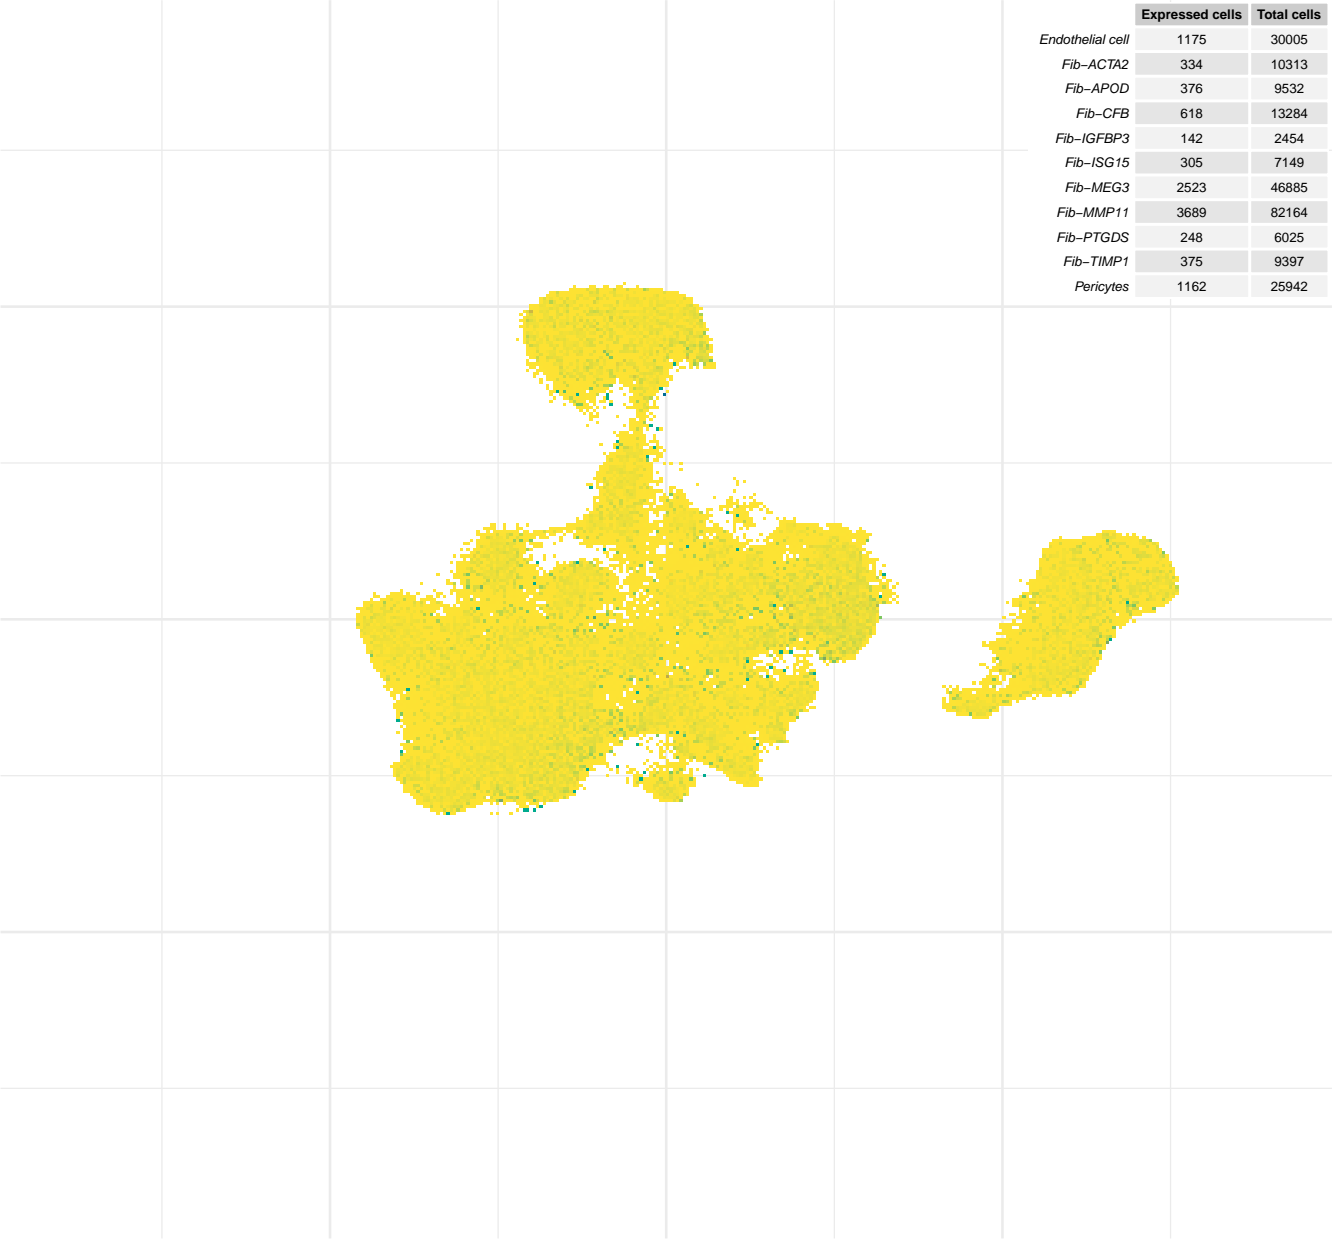 Expressed cells Total cells
Endothelial cell 1175 30005
Fib−ACTA2 334 10313
Fib−APOD 376 9532
Fib−CFB 618 13284
Fib−IGFBP3 142 2454
Fib−ISG15 305 7149
Fib−MEG3 2523 46885
Fib−MMP11 3689 82164
Fib−PTGDS 248 6025
Fib−TIMP1 375 9397
Pericytes 1162 25942